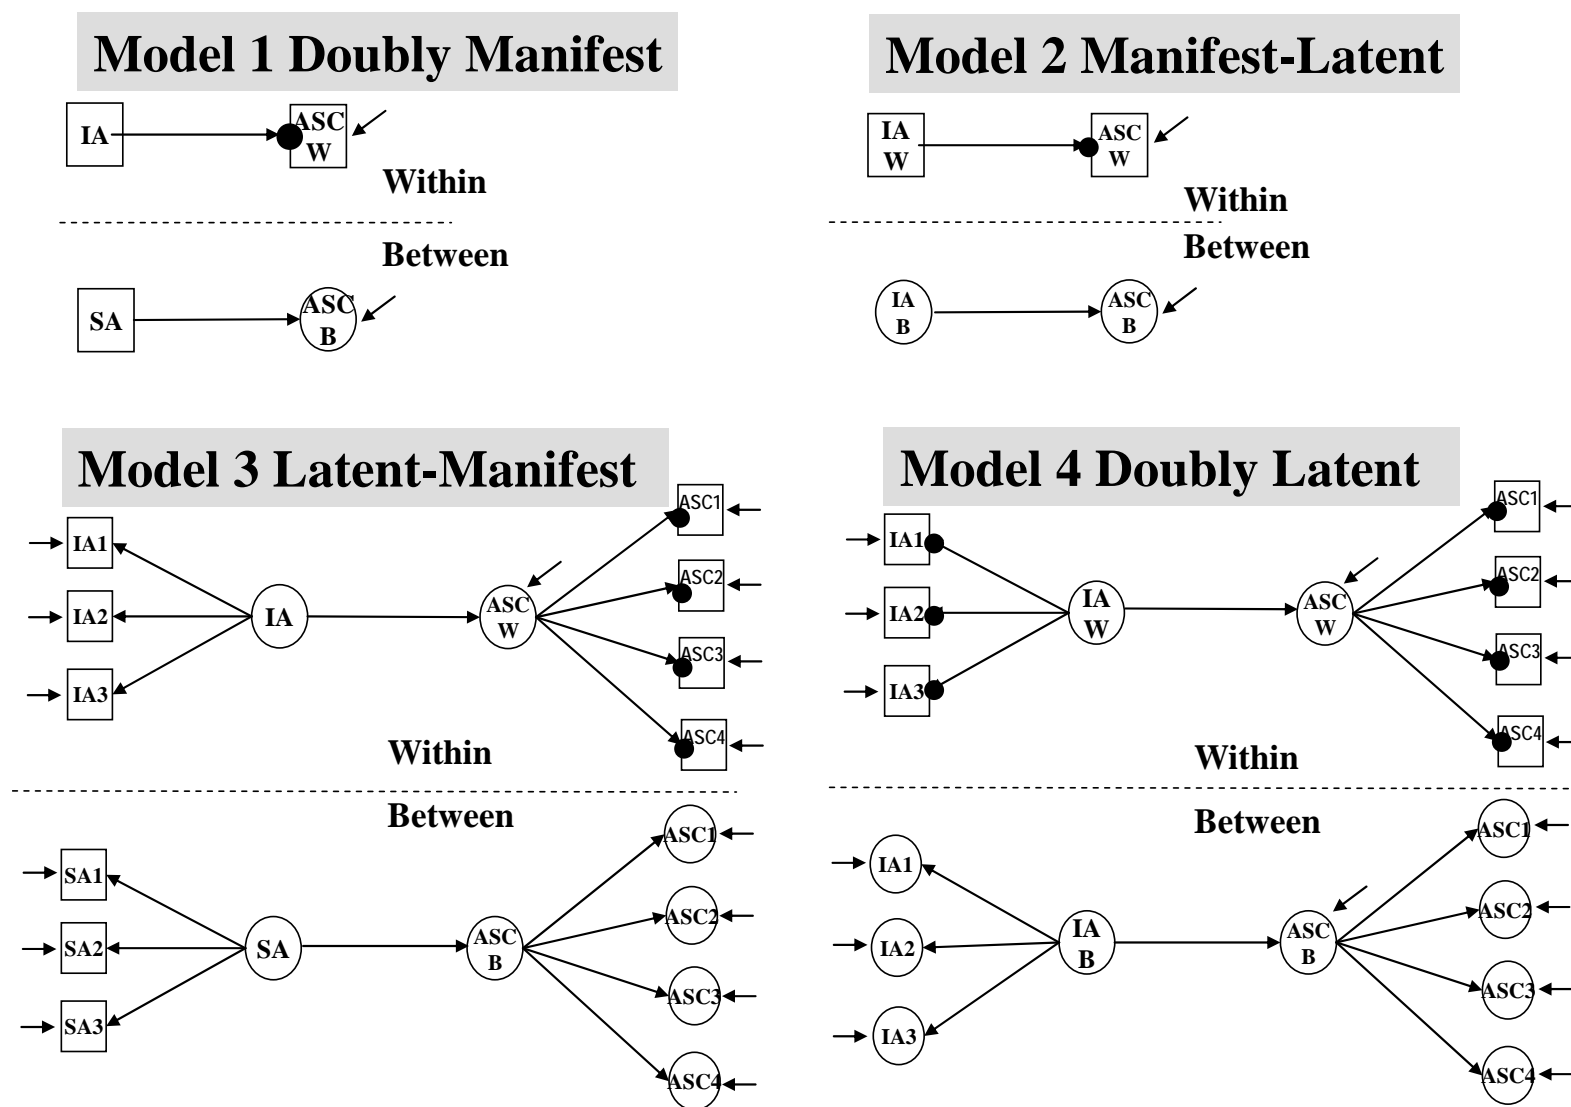 Model 1 Doubly Manifest
IA
ASC
W
Within
Between
SA
ASC
B
Model 2 Manifest-Latent
IA
W
ASC
W
Within
Between
IA
B
ASC
B
Model 3 Latent-Manifest
IA1
IA2
IA3
IA
ASC
W
ASC1
ASC2
ASC3
ASC4
Within
Between
SA1
SA2
SA3
SA
ASC
B
ASC1
ASC2
ASC3
ASC4
Model 4 Doubly Latent
IA1
IA2
IA3
IA
W
ASC
W
ASC1
ASC2
ASC3
ASC4
Within
Between
IA1
IA2
IA3
IA
B
ASC
B
ASC1
ASC2
ASC3
ASC4